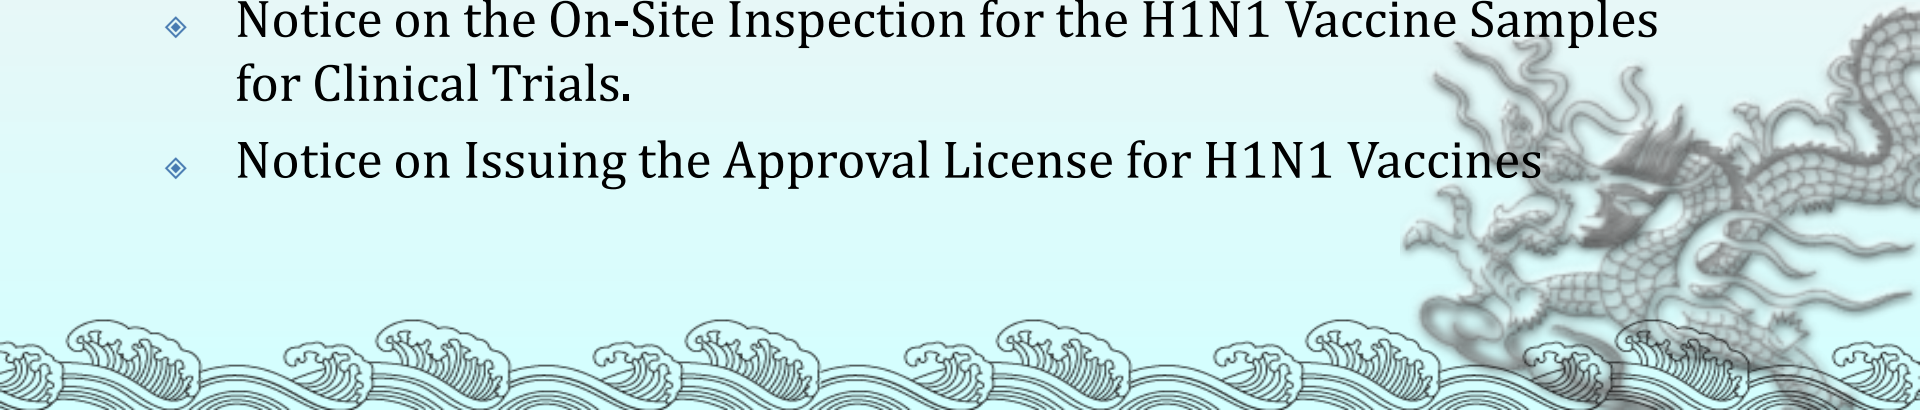 Notice on the On-Site Inspection for the H1N1 Vaccine Samples
for Clinical Trials.
Notice on Issuing the Approval License for H1N1 Vaccines